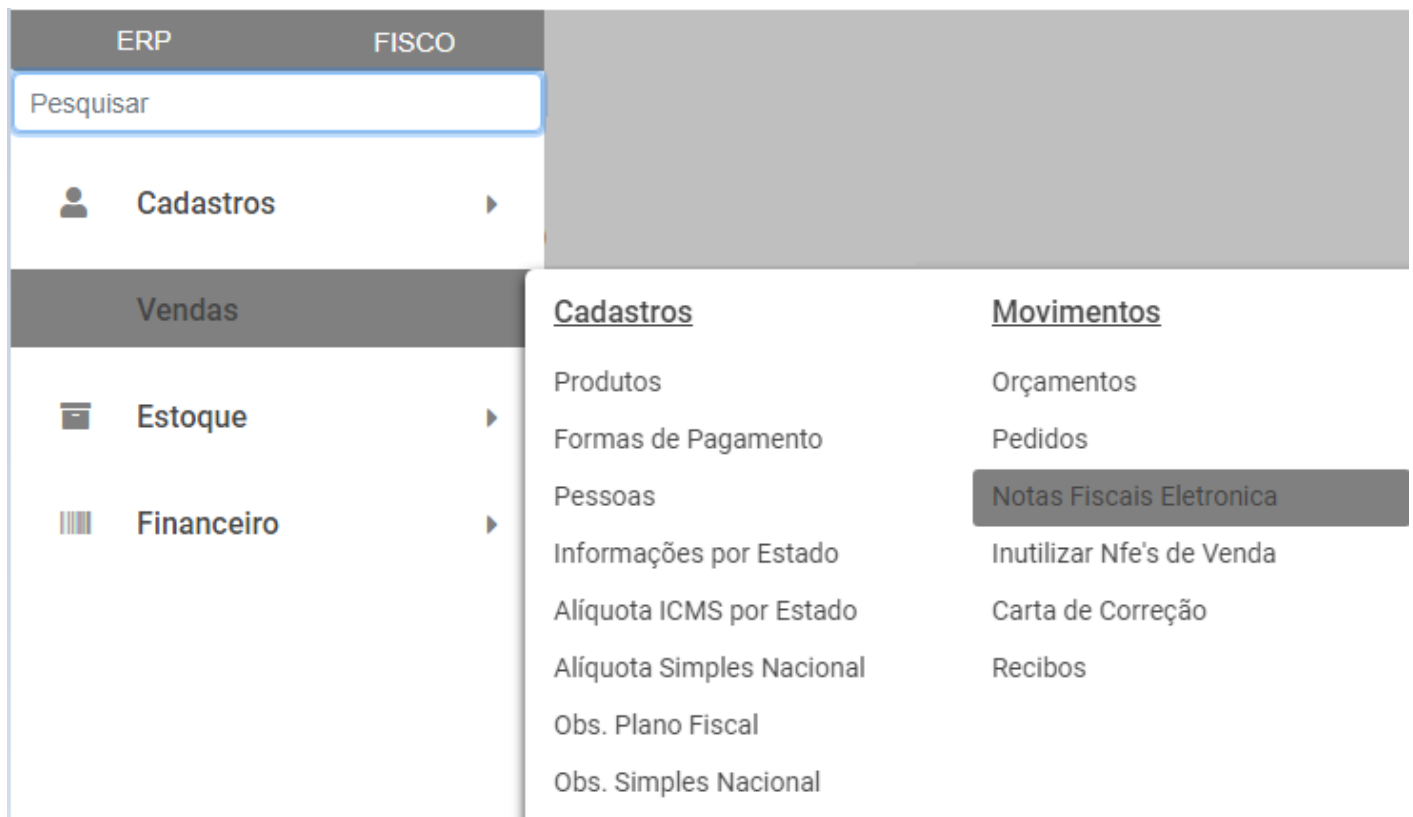 ERP FISCO
Pesquisar
Cadastros
Vendas
Estoque
Financeiro
Cadastros
Produtos
Formas de Pagamento
Pessoas
Informações por Estado
Alíquota ICMS por Estado
Alíquota Simples Nacional
Obs. Plano Fiscal
Obs. Simples Nacional
Movimentos
Orçamentos
Pedidos
Notas Fiscais Eletronica
Inutilizar Nfe's de Venda
Carta de Correção
Recibos